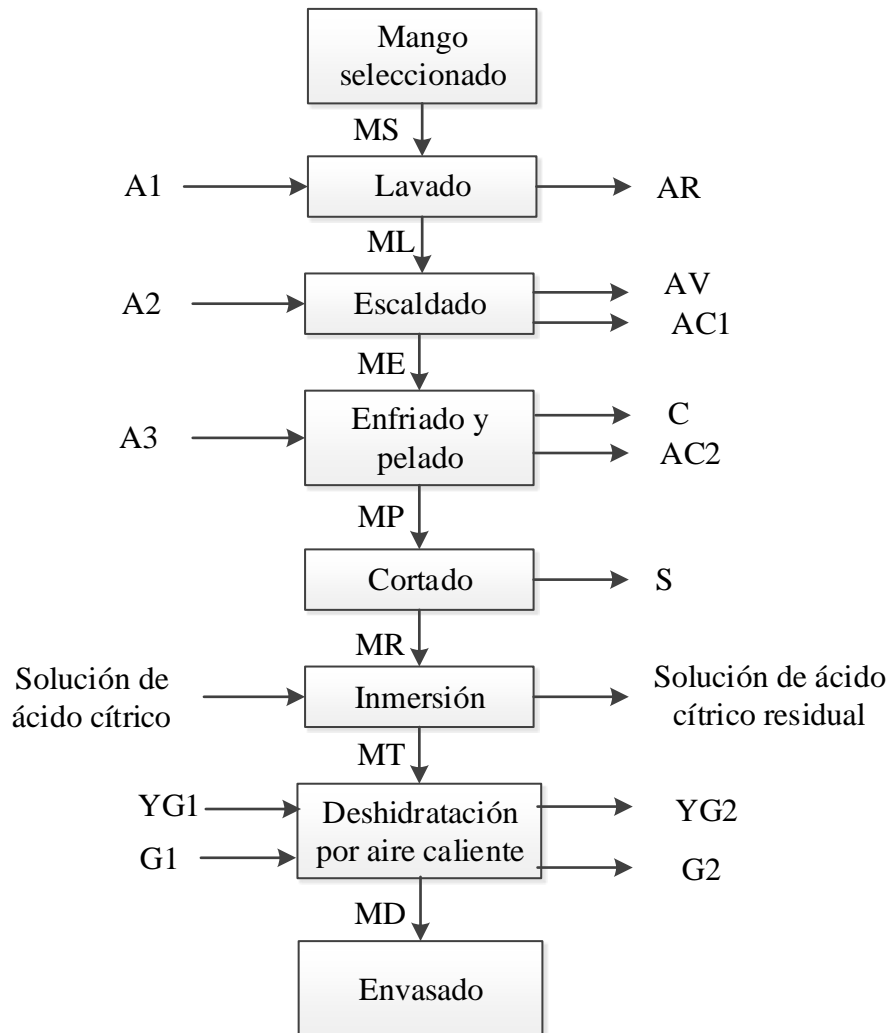 Mango
seleccionado
MS
A1
Lavado
AR
ML
A2
Escaldado
AV
AC1
ME
A3
Enfriado y
pelado
C
AC2
MP
Cortado
S
MR
Solución de
ácido cítrico
Inmersión
Solución de ácido
cítrico residual
MT
YG1
G1
Deshidratación
por aire caliente
YG2
G2
MD
Envasado